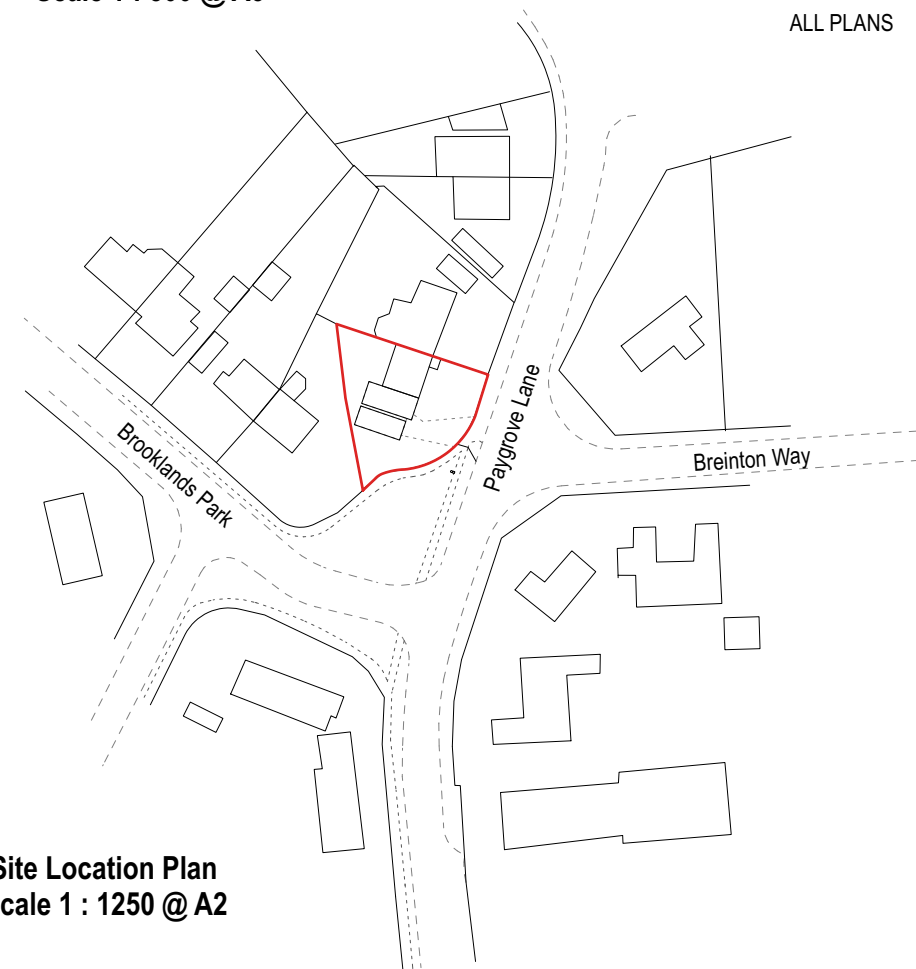 ALL PLANS
Paygrove Lane
Brooklands Park
Breinton Way
Site Location Plan
cale 1 : 1250 @ A2